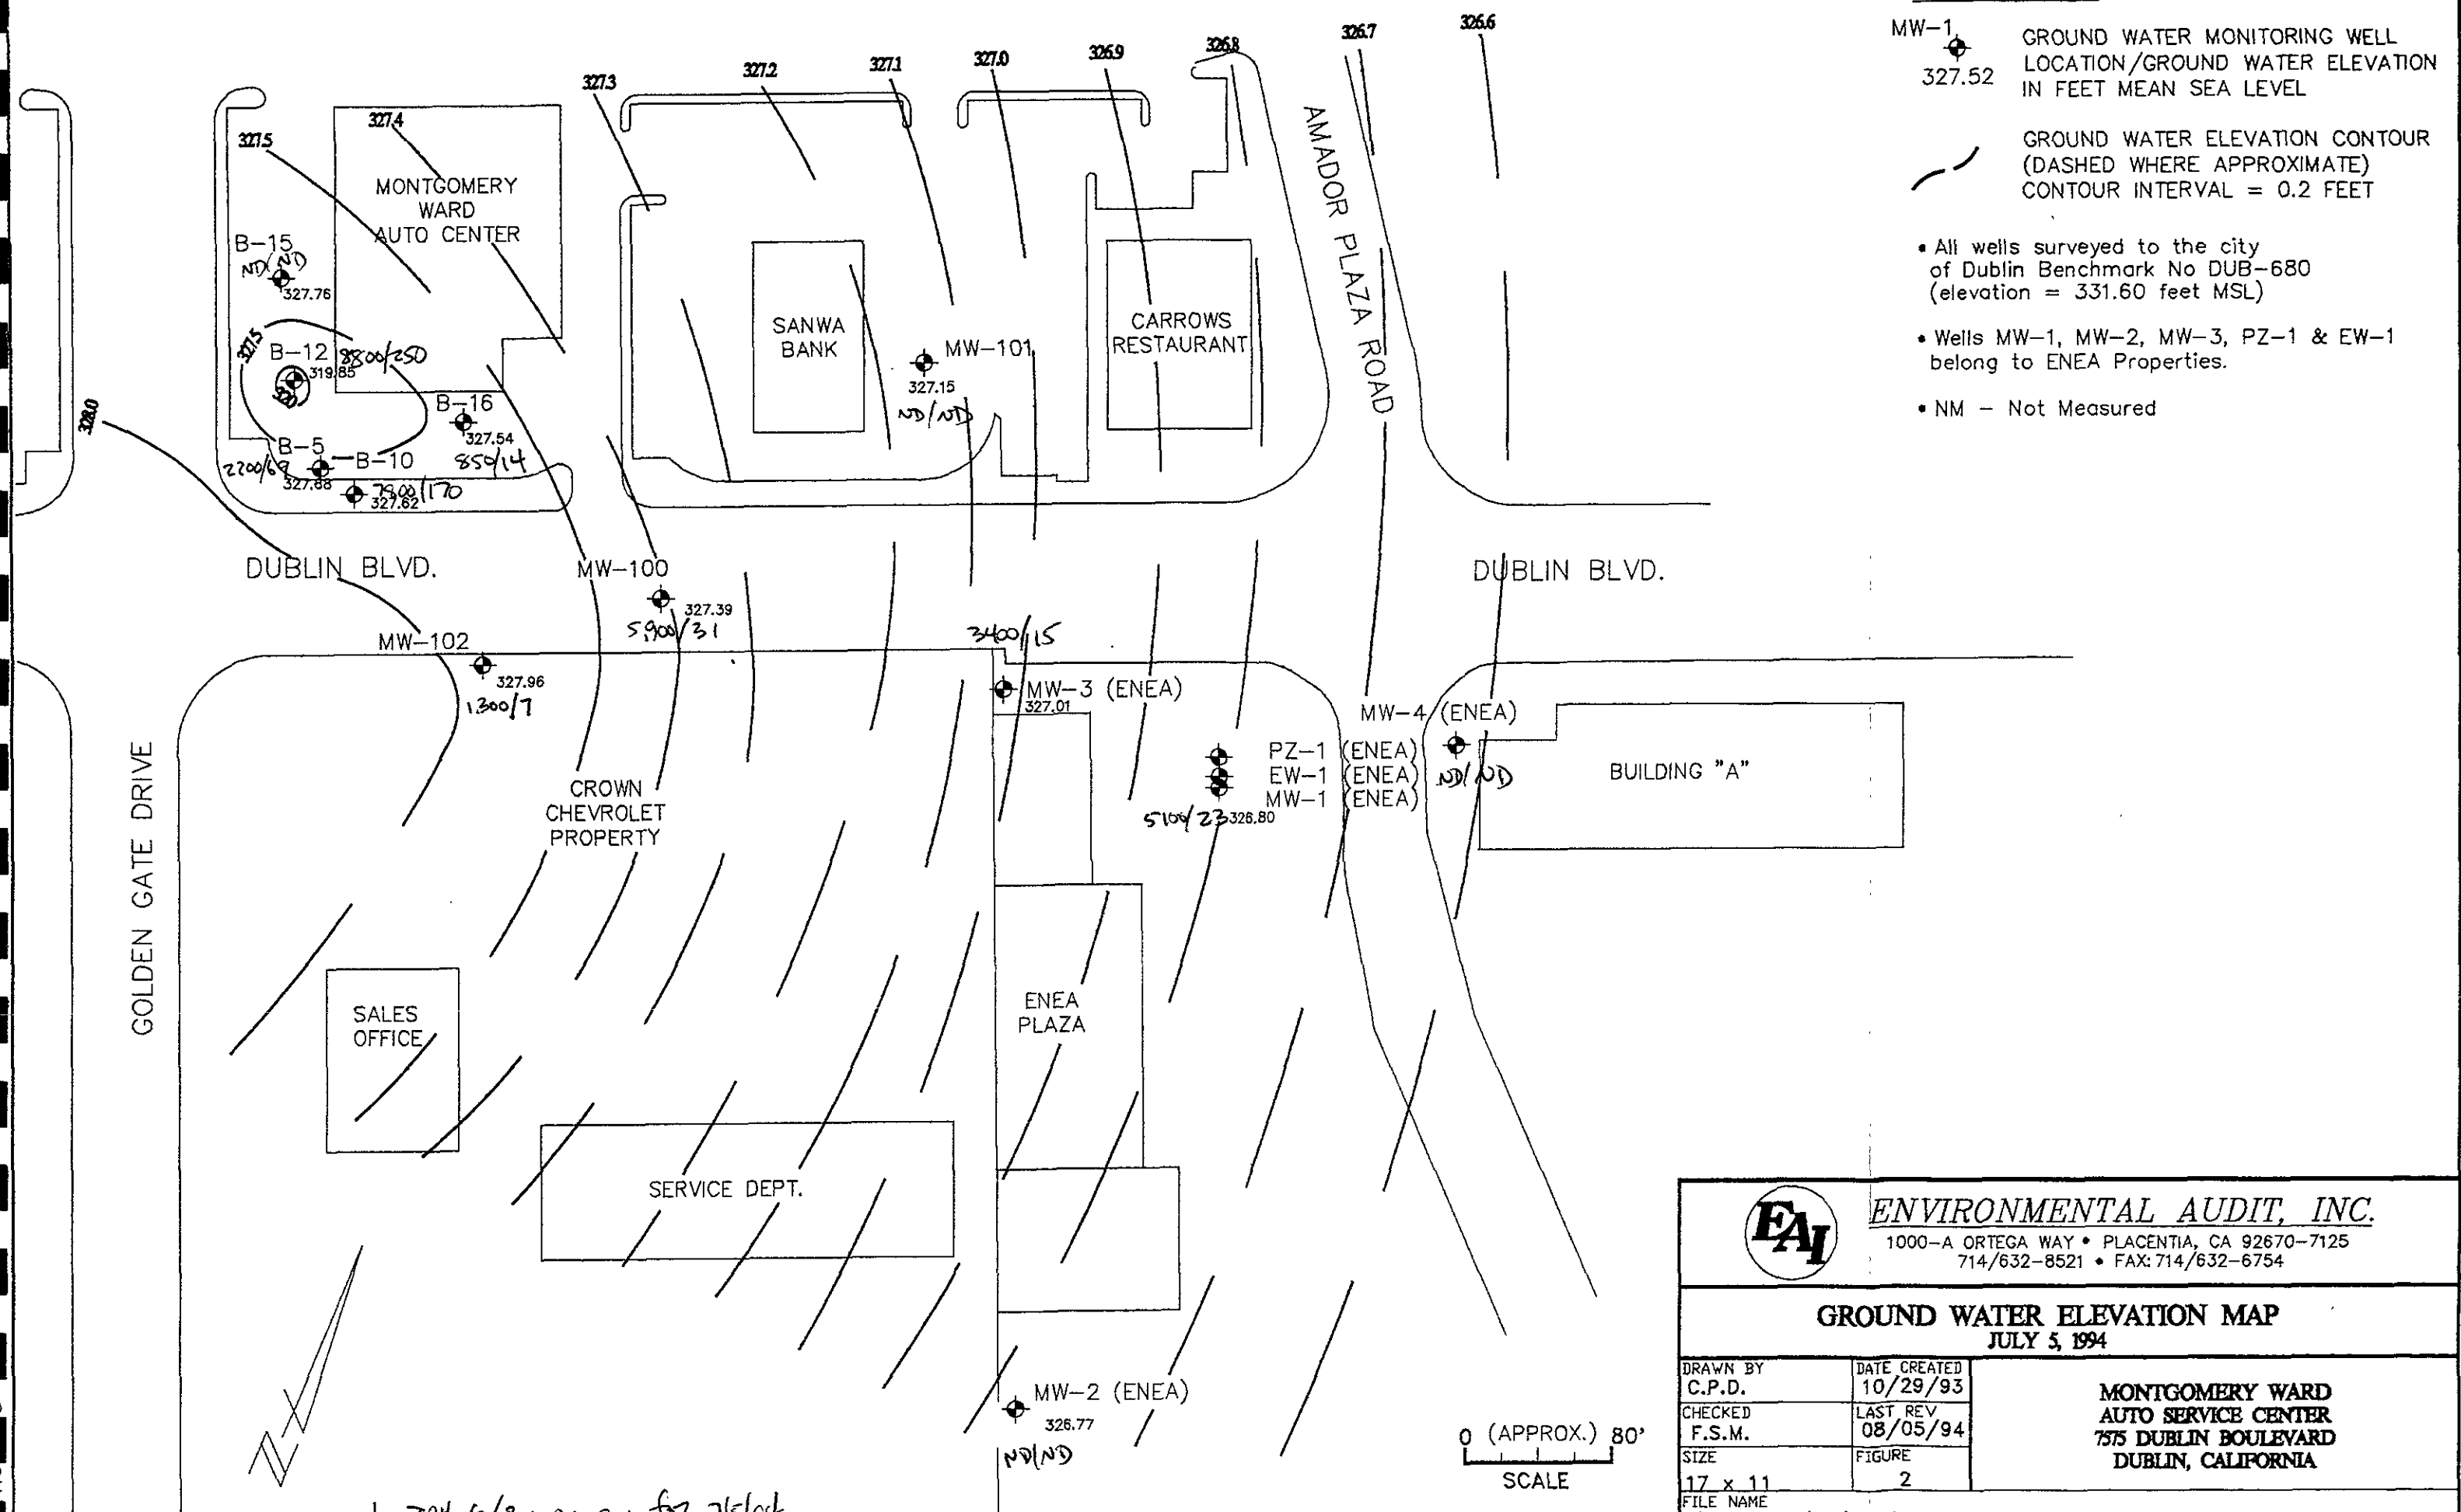 MW-1
327.52
GROUND WATER MONITORING WELL
LOCATION/GROUND WATER ELEVATION
IN FEET MEAN SEA LEVEL
GROUND WATER ELEVATION CONTOUR
(DASHED WHERE APPROXIMATE)
CONTOUR INTERVAL = 0.2 FEET
• All wells surveyed to the city
of Dublin Benchmark No DUB-680
(elevation = 331.60 feet MSL)
• Wells MW-1, MW-2, MW-3, PZ-1 & EW-1
belong to ENEA Properties.
• NM - Not Measured
327.5
327.4
327.3
327.2
327.1
327.0
326.9
326.8
326.7
326.6
328.0
MONTGOMERY
WARD
AUTO CENTER
B-15
ND/ND
327.76
327.5
B-12
8800/250
319.85
320
B-16
327.54
850/14
B-5
2200/69
327.68
B-10
7900/170
327.62
SANWA
BANK
MW-101
327.15
ND/ND
CARROWS
RESTAURANT
AMADOR PLAZA ROAD
DUBLIN BLVD.
DUBLIN BLVD.
MW-100
327.39
5,900/31
MW-102
327.96
1,300/7
3400/15
MW-3 (ENEA)
327.01
MW-4 (ENEA)
ND/ND
PZ-1 (ENEA)
EW-1 (ENEA)
MW-1 (ENEA)
5100/23
326.80
BUILDING "A"
CROWN
CHEVROLET
PROPERTY
GOLDEN GATE DRIVE
SALES
OFFICE
ENEA
PLAZA
SERVICE DEPT.
MW-2 (ENEA)
326.77
ND/ND
N
0 (APPROX.) 80'
SCALE
EAI
ENVIRONMENTAL AUDIT, INC.
1000-A ORTEGA WAY • PLACENTIA, CA 92670-7125
714/632-8521 • FAX: 714/632-6754
GROUND WATER ELEVATION MAP
JULY 5, 1994
DRAWN BY
C.P.D.
DATE CREATED
10/29/93
CHECKED
F.S.M.
LAST REV
08/05/94
SIZE
17 x 11
FIGURE
2
MONTGOMERY WARD
AUTO SERVICE CENTER
7575 DUBLIN BOULEVARD
DUBLIN, CALIFORNIA
FILE NAME